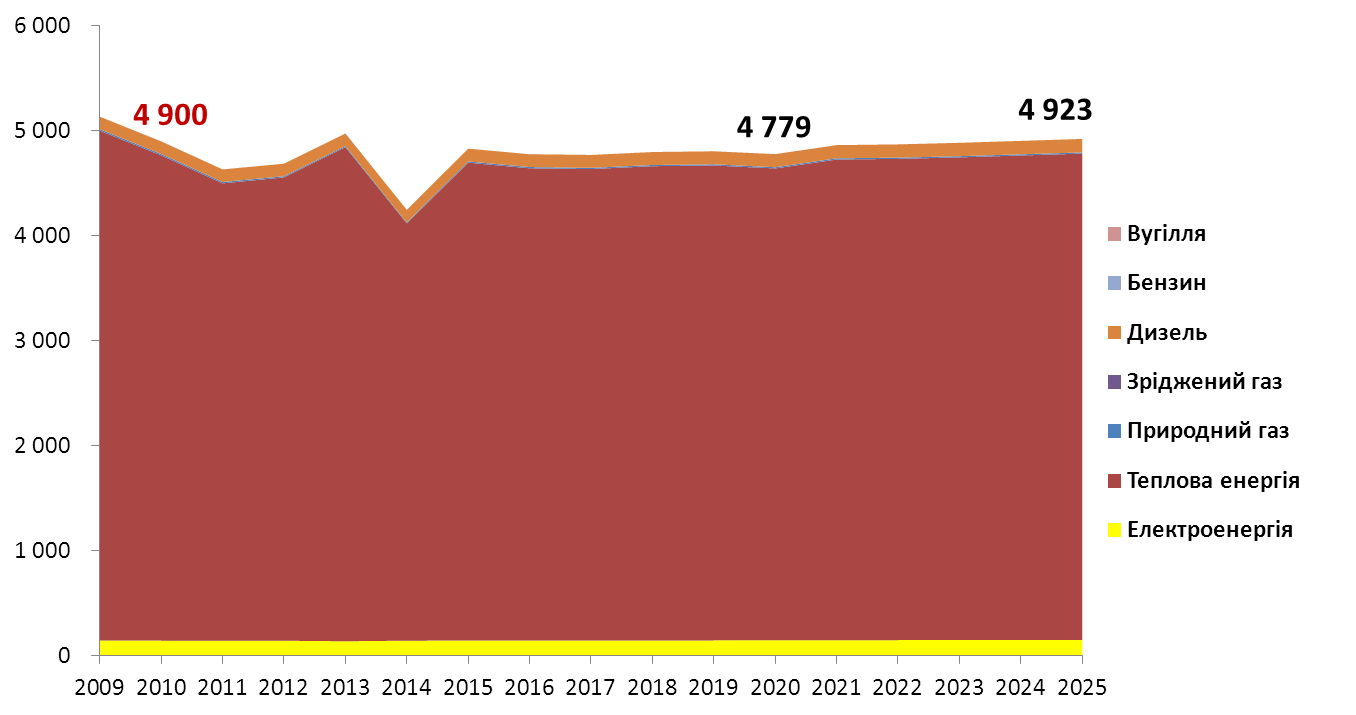 6 000
5 000
4 000
3 000
2 000
1 000
0
4 900
4 779
4 923
2009 2010 2011 2012 2013 2014 2015 2016 2017 2018 2019 2020 2021 2022 2023 2024 2025
Вугілля
Бензин
Дизель
Зріджений газ
Природний газ
Теплова енергія
Електроенергія